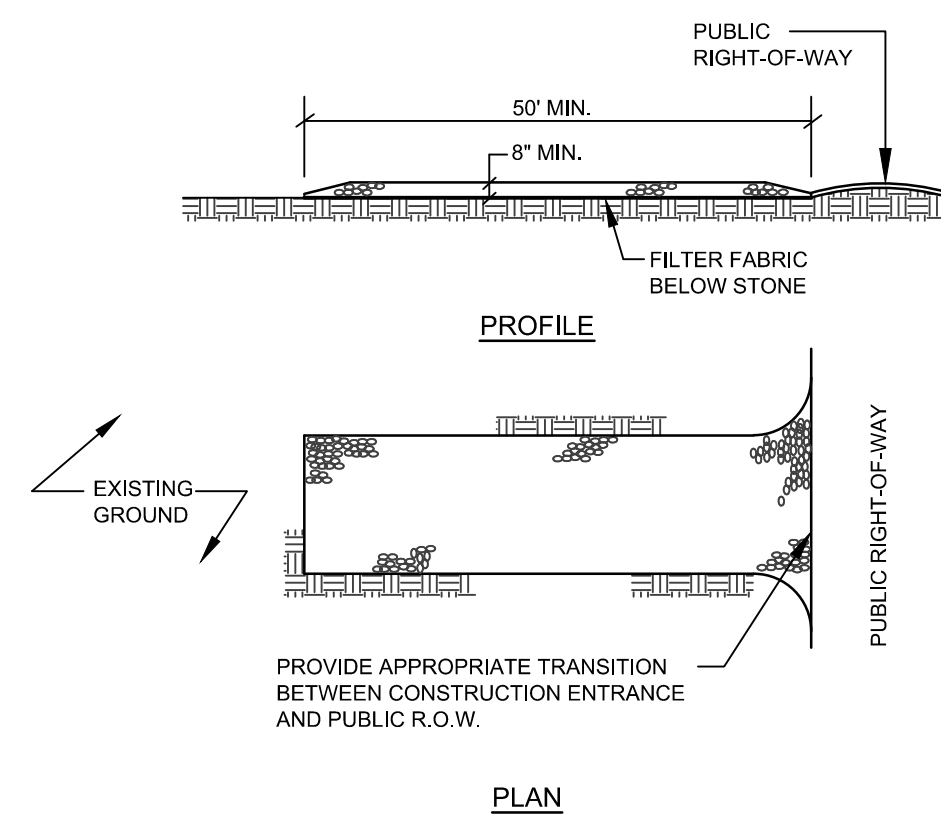 PUBLIC
RIGHT-OF-WAY
50' MIN.
8" MIN.
FILTER FABRIC
BELOW STONE
PROFILE
EXISTING
GROUND
PUBLIC RIGHT-OF-WAY
PROVIDE APPROPRIATE TRANSITION
BETWEEN CONSTRUCTION ENTRANCE
AND PUBLIC R.O.W.
PLAN